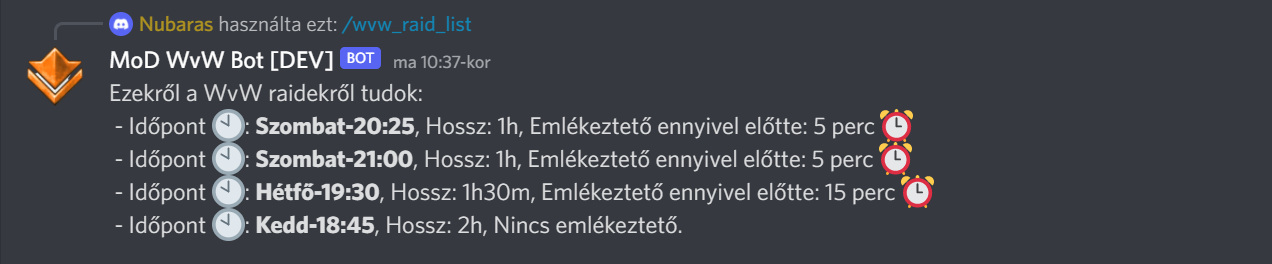 Nubaras használta ezt: /wvw_raid_list
MoD WvW Bot [DEV] BOT ma 10:37-kor
Ezekről a WvW raidekről tudok:
- Időpont 🕙: Szombat-20:25, Hossz: 1h, Emlékeztető ennyivel előtte: 5 perc ⏰
- Időpont 🕙: Szombat-21:00, Hossz: 1h, Emlékeztető ennyivel előtte: 5 perc ⏰
- Időpont 🕙: Hétfő-19:30, Hossz: 1h30m, Emlékeztető ennyivel előtte: 15 perc ⏰
- Időpont 🕙: Kedd-18:45, Hossz: 2h, Nincs emlékeztető.